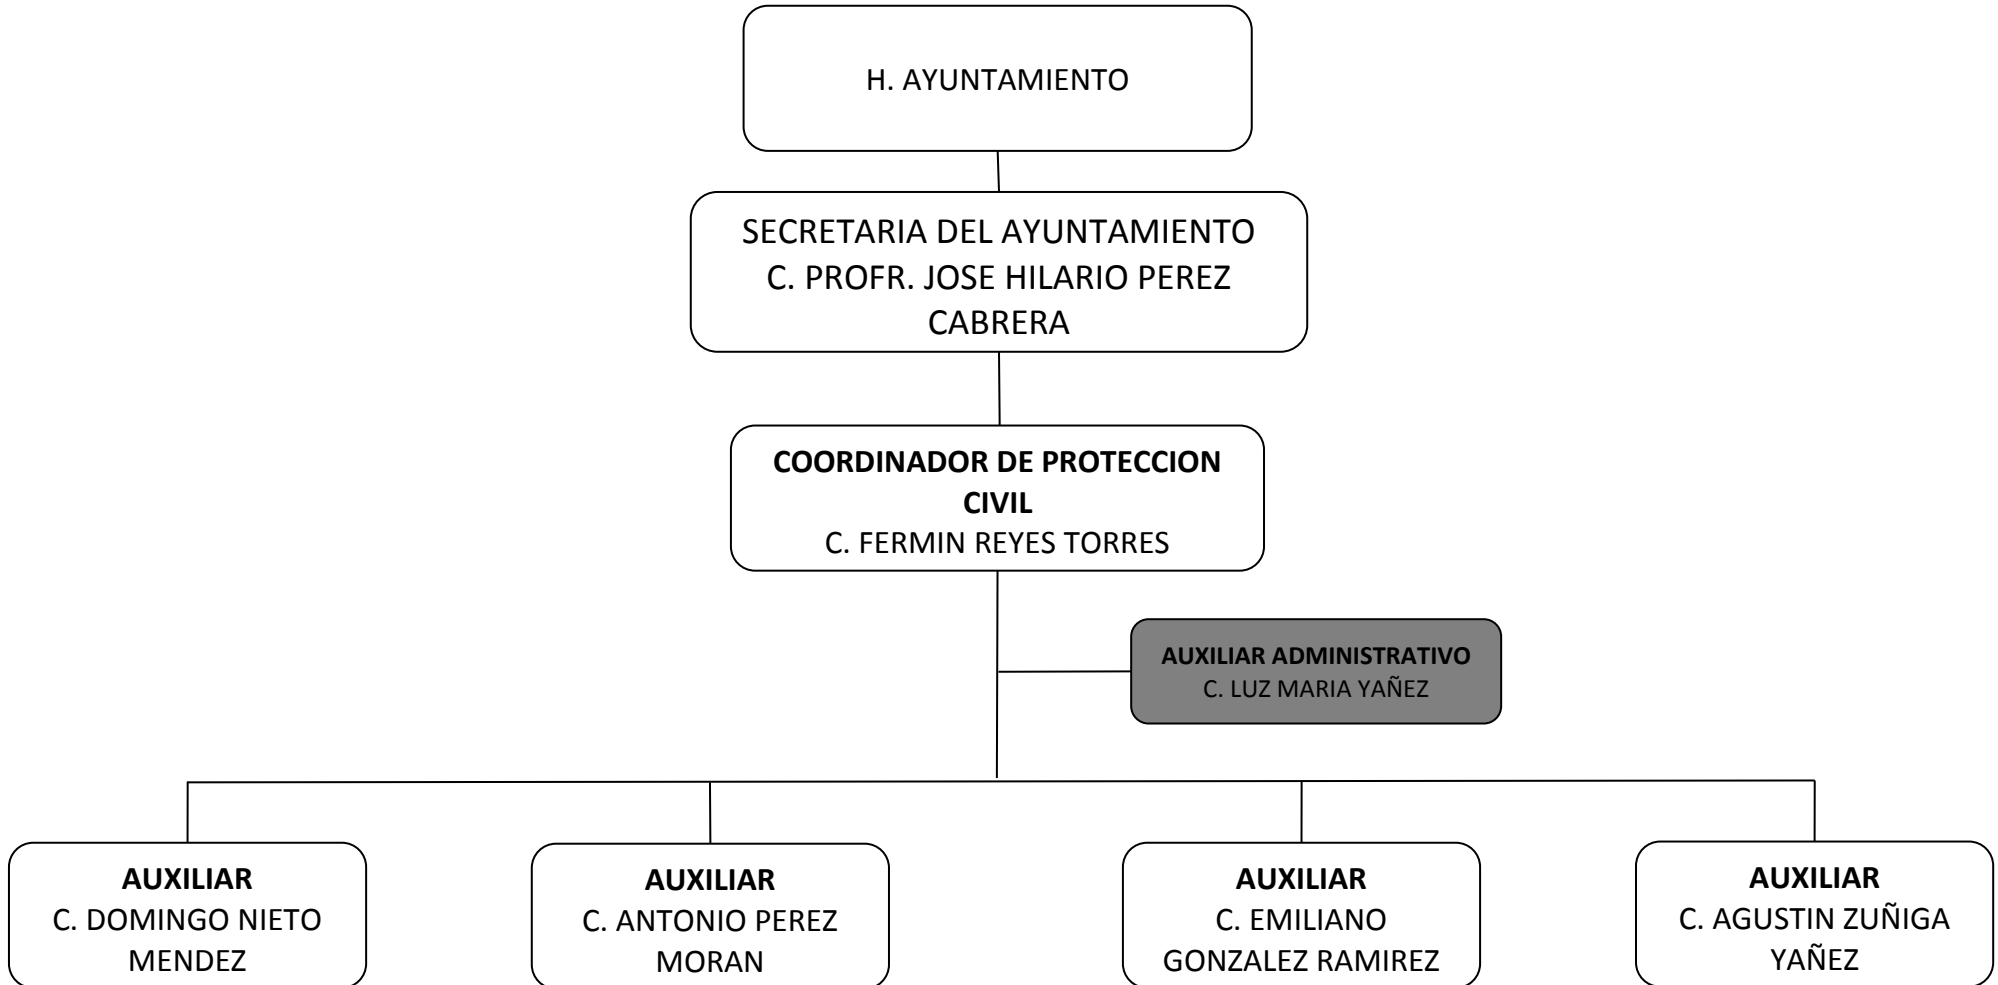 H. AYUNTAMIENTO
SECRETARIA DEL AYUNTAMIENTO
C. PROFR. JOSE HILARIO PEREZ
CABRERA
COORDINADOR DE PROTECCION
CIVIL
C. FERMIN REYES TORRES
AUXILIAR ADMINISTRATIVO
C. LUZ MARIA YAÑEZ
AUXILIAR
C. DOMINGO NIETO
MENDEZ
AUXILIAR
C. ANTONIO PEREZ
MORAN
AUXILIAR
C. EMILIANO
GONZALEZ RAMIREZ
AUXILIAR
C. AGUSTIN ZUÑIGA
YAÑEZ